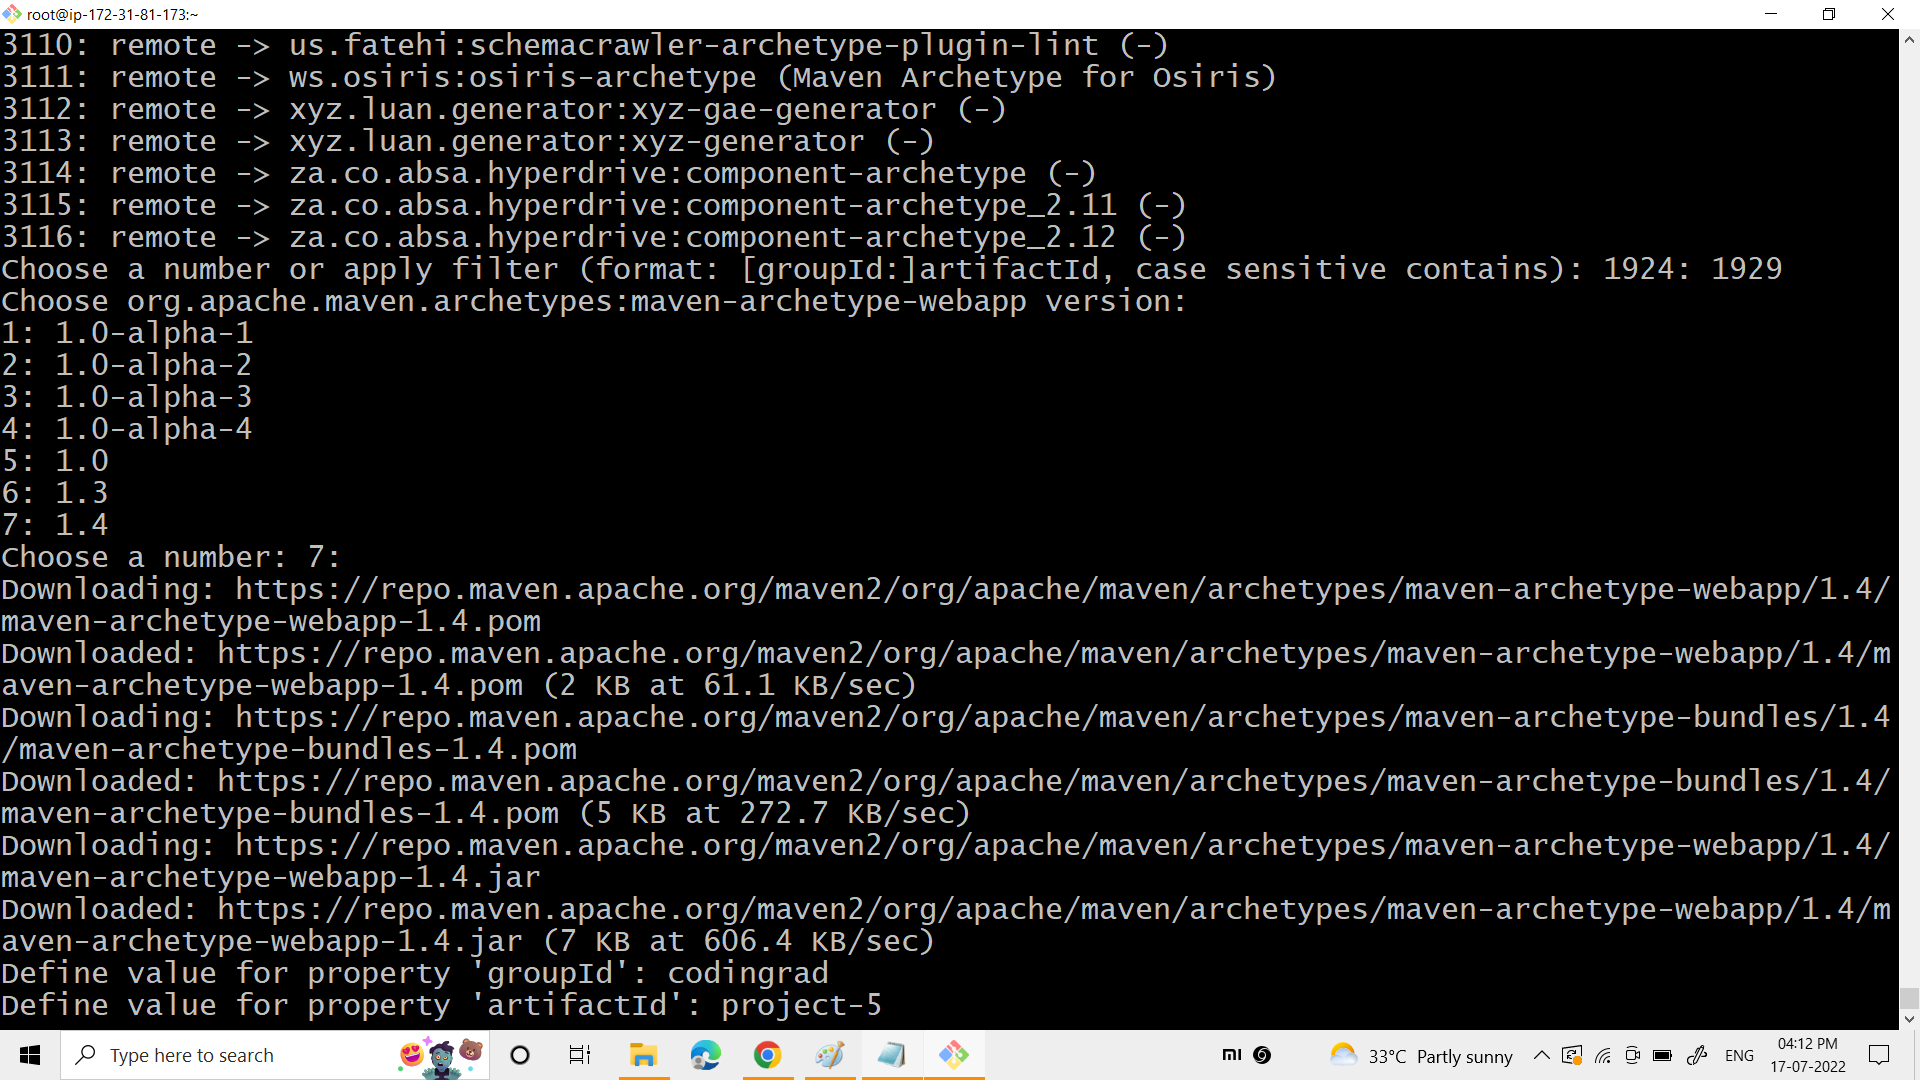 root@ip-172-31-81-173:~
3110: remote -> us.fatehi:schemacrawler-archetype-plugin-lint (-)
3111: remote -> ws.osiris:osiris-archetype (Maven Archetype for Osiris)
3112: remote -> xyz.luan.generator:xyz-gae-generator (-)
3113: remote -> xyz.luan.generator:xyz-generator (-)
3114: remote -> za.co.absa.hyperdrive:component-archetype (-)
3115: remote -> za.co.absa.hyperdrive:component-archetype_2.11 (-)
3116: remote -> za.co.absa.hyperdrive:component-archetype_2.12 (-)
Choose a number or apply filter (format: [groupId:]artifactId, case sensitive contains): 1924: 1929
Choose org.apache.maven.archetypes:maven-archetype-webapp version:
1: 1.0-alpha-1
2: 1.0-alpha-2
3: 1.0-alpha-3
4: 1.0-alpha-4
5: 1.0
6: 1.3
7: 1.4
Choose a number: 7:
Downloading: https://repo.maven.apache.org/maven2/org/apache/maven/archetypes/maven-archetype-webapp/1.4/
maven-archetype-webapp-1.4.pom
Downloaded: https://repo.maven.apache.org/maven2/org/apache/maven/archetypes/maven-archetype-webapp/1.4/m
aven-archetype-webapp-1.4.pom (2 KB at 61.1 KB/sec)
Downloading: https://repo.maven.apache.org/maven2/org/apache/maven/archetypes/maven-archetype-bundles/1.4
/maven-archetype-bundles-1.4.pom
Downloaded: https://repo.maven.apache.org/maven2/org/apache/maven/archetypes/maven-archetype-bundles/1.4/
maven-archetype-bundles-1.4.pom (5 KB at 272.7 KB/sec)
Downloading: https://repo.maven.apache.org/maven2/org/apache/maven/archetypes/maven-archetype-webapp/1.4/
maven-archetype-webapp-1.4.jar
Downloaded: https://repo.maven.apache.org/maven2/org/apache/maven/archetypes/maven-archetype-webapp/1.4/m
aven-archetype-webapp-1.4.jar (7 KB at 606.4 KB/sec)
Define value for property 'groupId': codingrad
Define value for property 'artifactId': project-5
Type here to search
mi
33°C Partly sunny
ENG
04:12 PM
17-07-2022